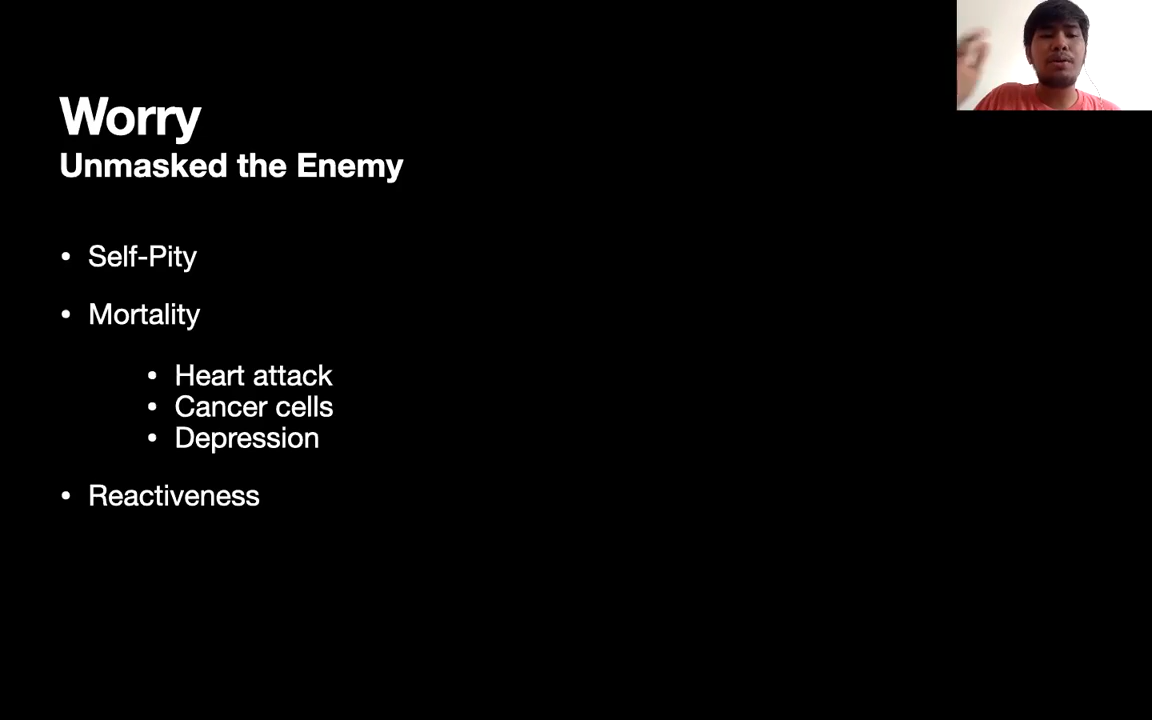 Worry
Unmasked the Enemy
• Self-Pity
• Mortality
• Heart attack
• Cancer cells
• Depression
• Reactiveness